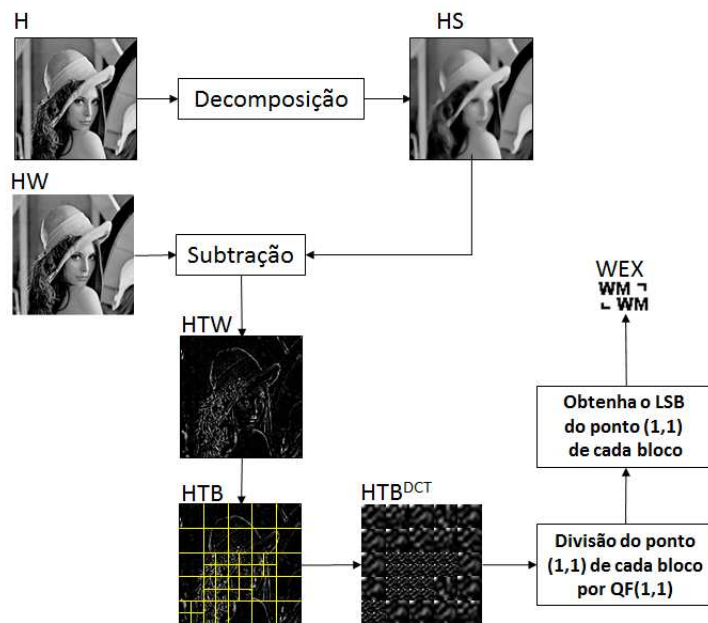 H
HS
Decomposição
HW
Subtração
WEX
WM
WM
HTW
Obtenha o LSB
do ponto (1,1)
de cada bloco
HTB
HTB^DCT
Divisão do ponto
(1,1) de cada bloco
por QF(1,1)